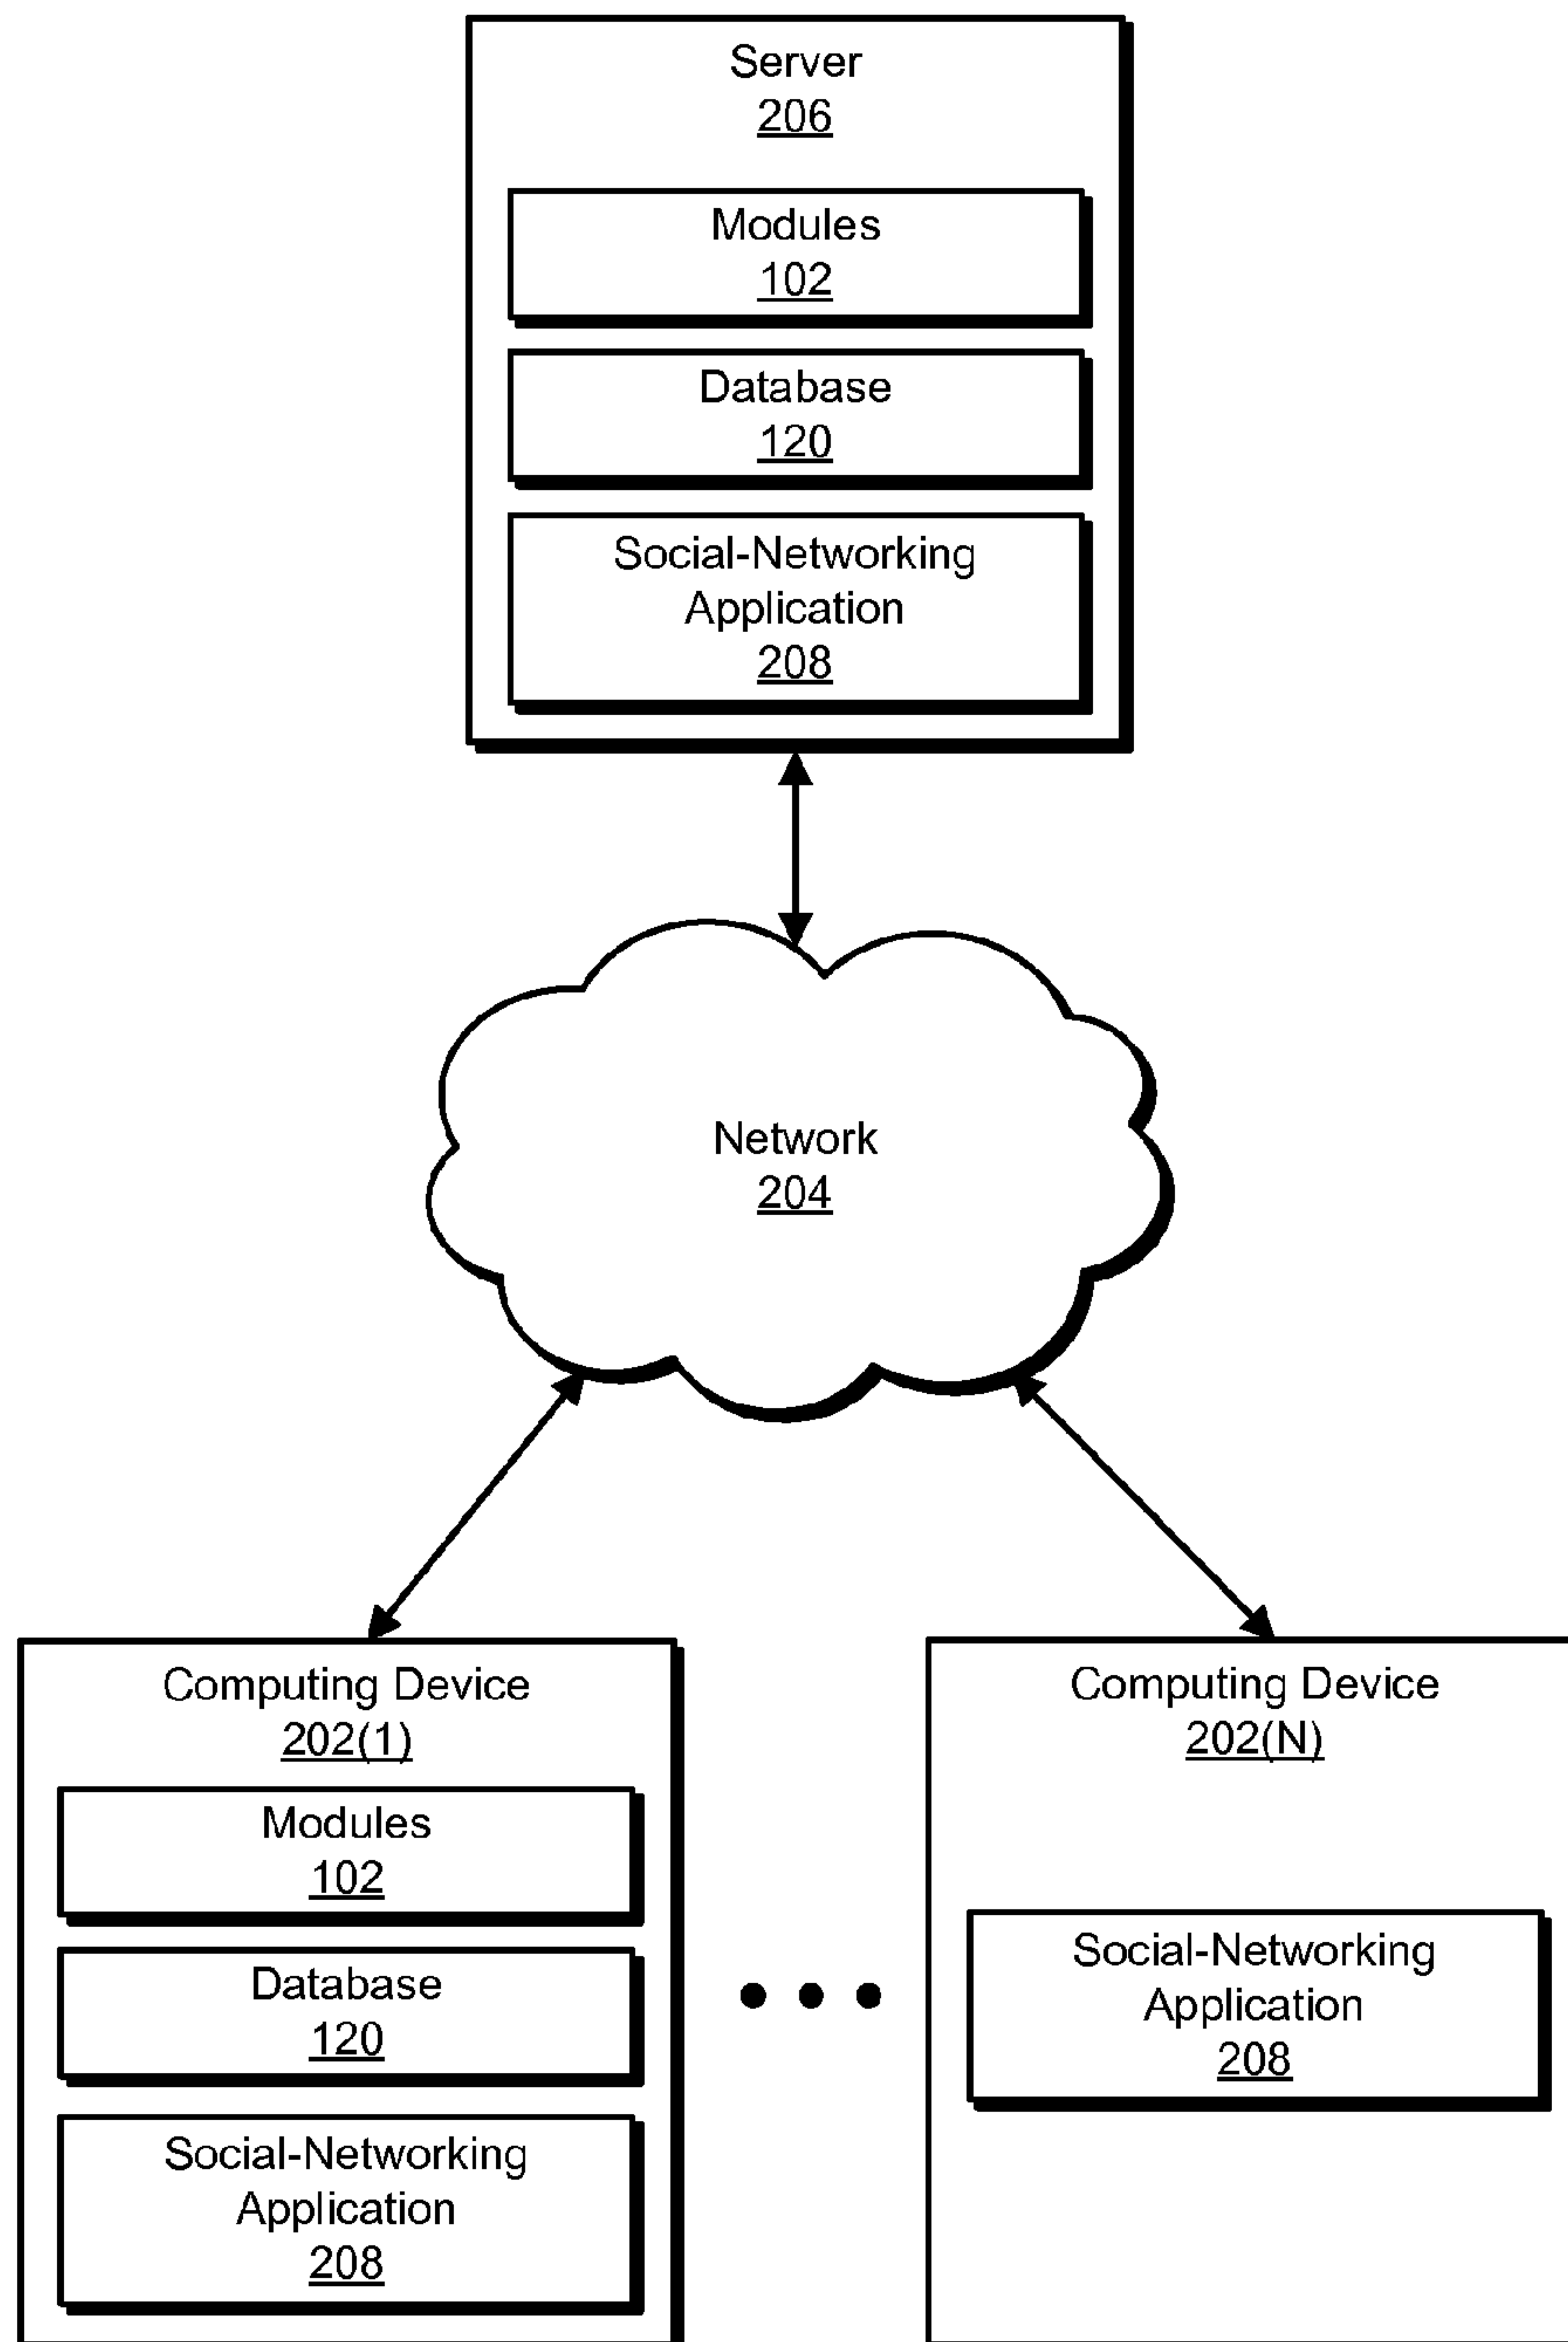 Server
206
Modules
102
Database
120
Social-Networking
Application
208
Network
204
Computing Device
202(1)
Modules
102
Database
120
Social-Networking
Application
208
Computing Device
202(N)
Social-Networking
Application
208